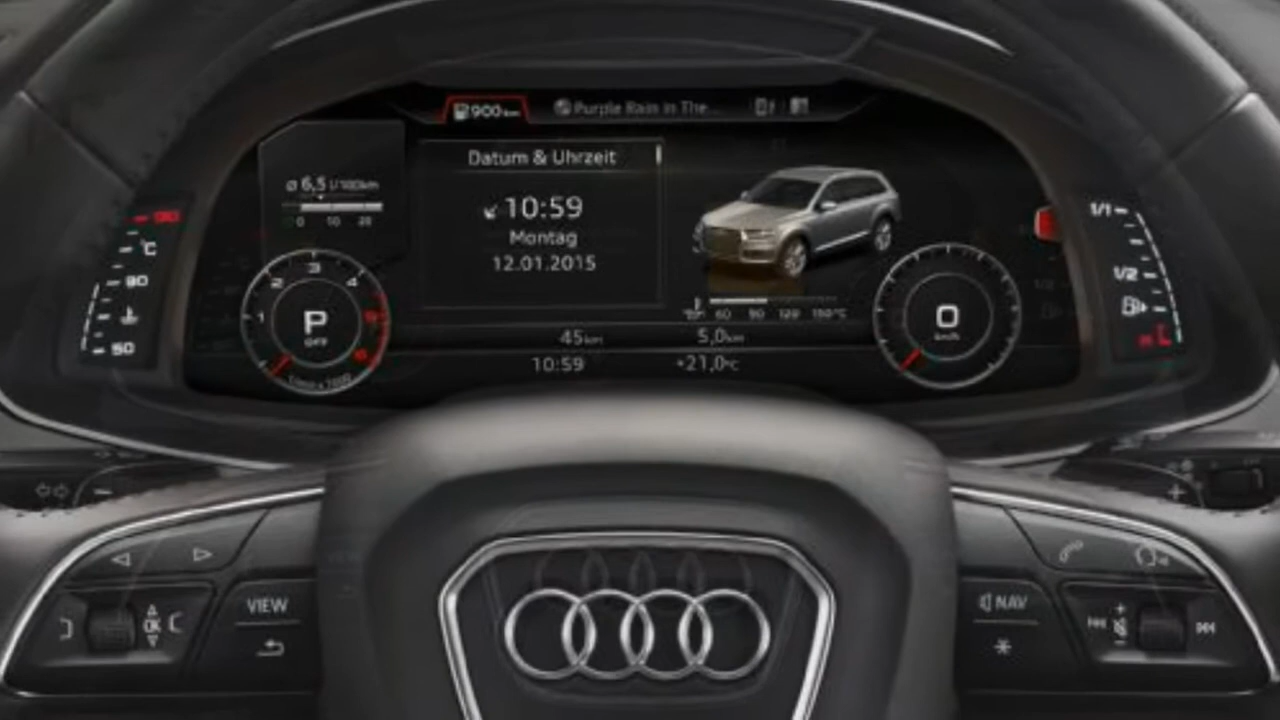 900km
Purple Rain in The...
Datum & Uhrzeit
ø 6,5 l/100km
0 10 20
10:59
Montag
12.01.2015
90
°C
80
50
1/1
1/2
1 2 3 4
P
OFF
0
km/h
60 90 120 150°C
45km 5,0km
10:59 +21,0°C
VIEW
OK
NAV